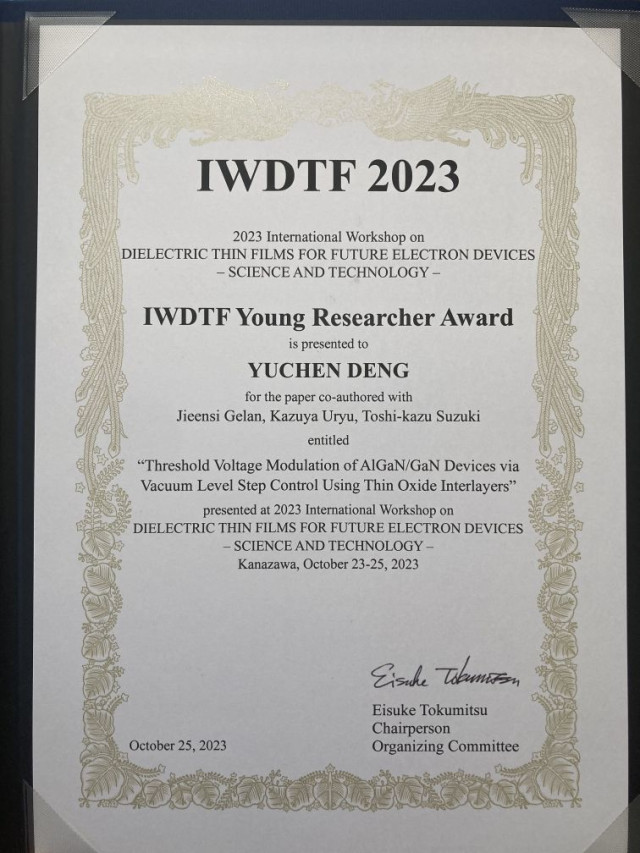 IWDTF 2023
2023 International Workshop on
DIELECTRIC THIN FILMS FOR FUTURE ELECTRON DEVICES
– SCIENCE AND TECHNOLOGY –
IWDTF Young Researcher Award
is presented to
YUCHEN DENG
for the paper co-authored with
Jieensi Gelan, Kazuya Uryu, Toshi-kazu Suzuki
entitled
“Threshold Voltage Modulation of AlGaN/GaN Devices via
Vacuum Level Step Control Using Thin Oxide Interlayers”
presented at 2023 International Workshop on
DIELECTRIC THIN FILMS FOR FUTURE ELECTRON DEVICES
– SCIENCE AND TECHNOLOGY –
Kanazawa, October 23-25, 2023
Eisuke Tokumitsu
Eisuke Tokumitsu
Chairperson
October 25, 2023
Organizing Committee